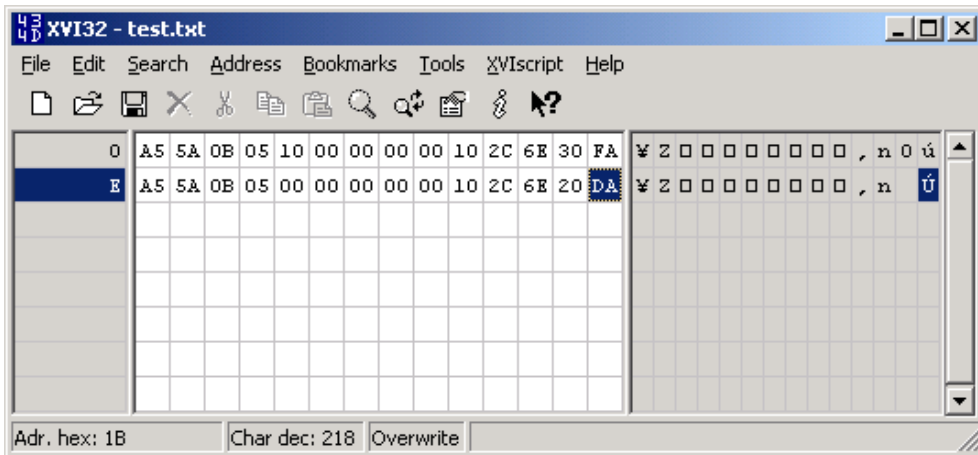 XVI32 - test.txt
File Edit Search Address Bookmarks Tools XVIscript Help
0 A5 5A 0B 05 10 00 00 00 00 10 2C 6E 30 FA ¥ Z □ □ □ □ □ □ □ □ , n 0 ú
E A5 5A 0B 05 00 00 00 00 00 10 2C 6E 20 DA ¥ Z □ □ □ □ □ □ □ □ , n Ú
Adr. hex: 1B Char dec: 218 Overwrite